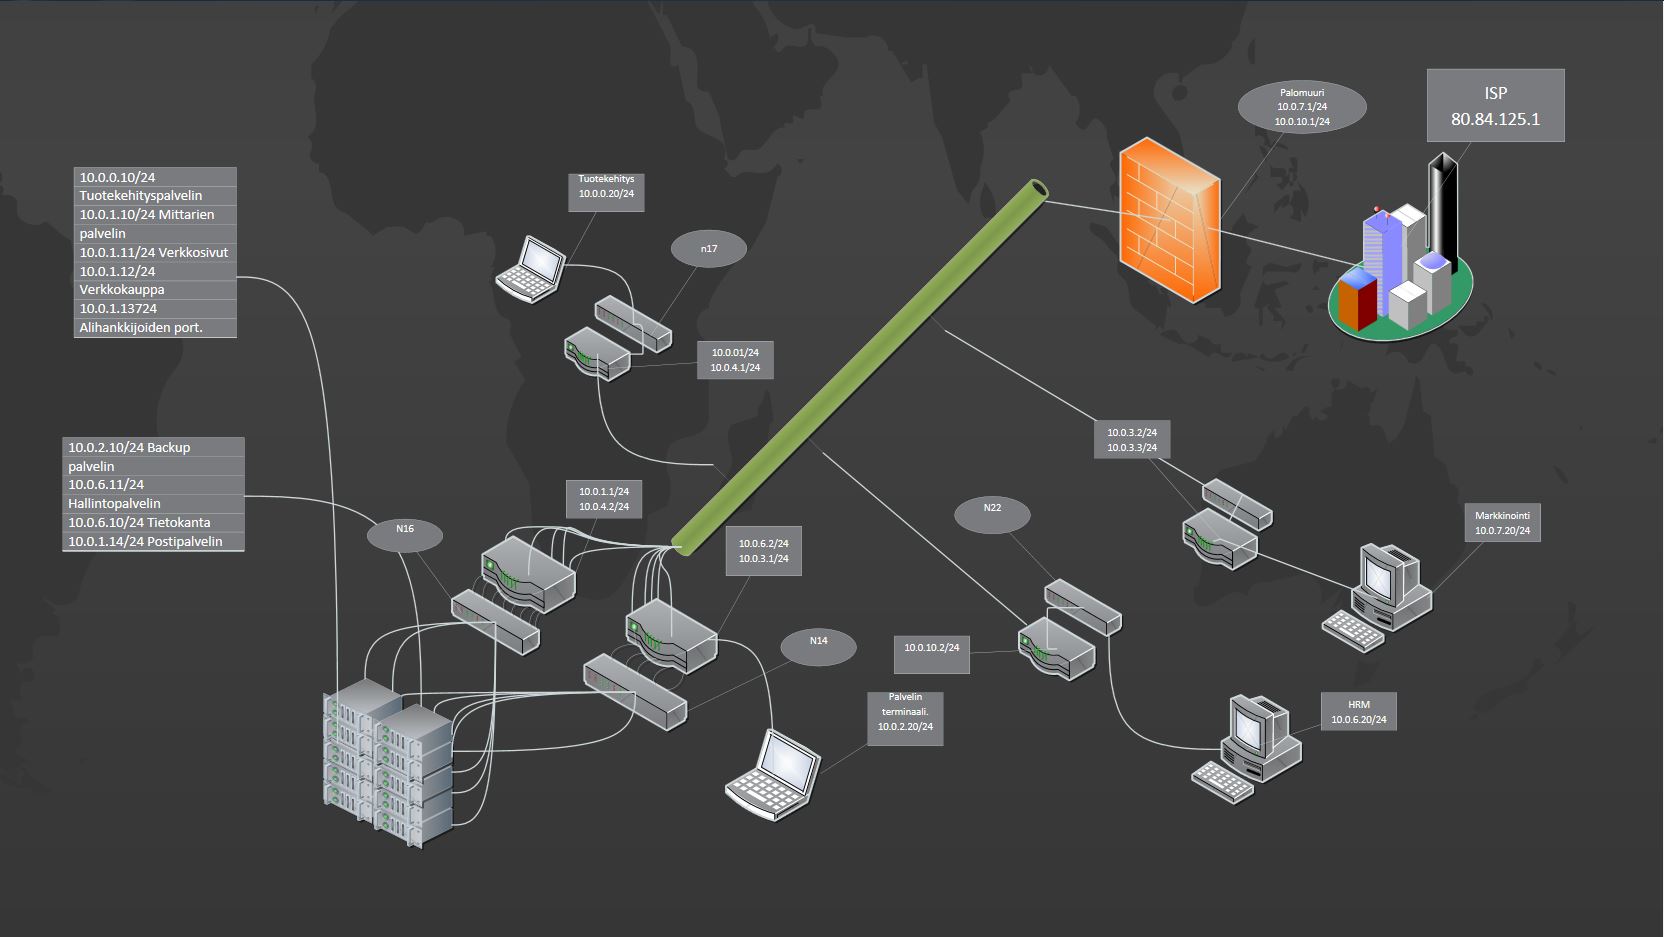 ISP
80.84.125.1
Palomuuri
10.0.7.1/24
10.0.10.1/24
10.0.0.10/24
Tuotekehityspalvelin
10.0.1.10/24 Mittarien
palvelin
10.0.1.11/24 Verkkosivut
10.0.1.12/24
Verkkokauppa
10.0.1.13724
Alihankkijoiden port.
Tuotekehitys
10.0.0.20/24
n17
10.0.01/24
10.0.4.1/24
10.0.2.10/24 Backup
palvelin
10.0.6.11/24
Hallintopalvelin
10.0.6.10/24 Tietokanta
10.0.1.14/24 Postipalvelin
N16
10.0.1.1/24
10.0.4.2/24
10.0.6.2/24
10.0.3.1/24
N14
Palvelin
terminaali.
10.0.2.20/24
10.0.3.2/24
10.0.3.3/24
N22
10.0.10.2/24
Markkinointi
10.0.7.20/24
HRM
10.0.6.20/24